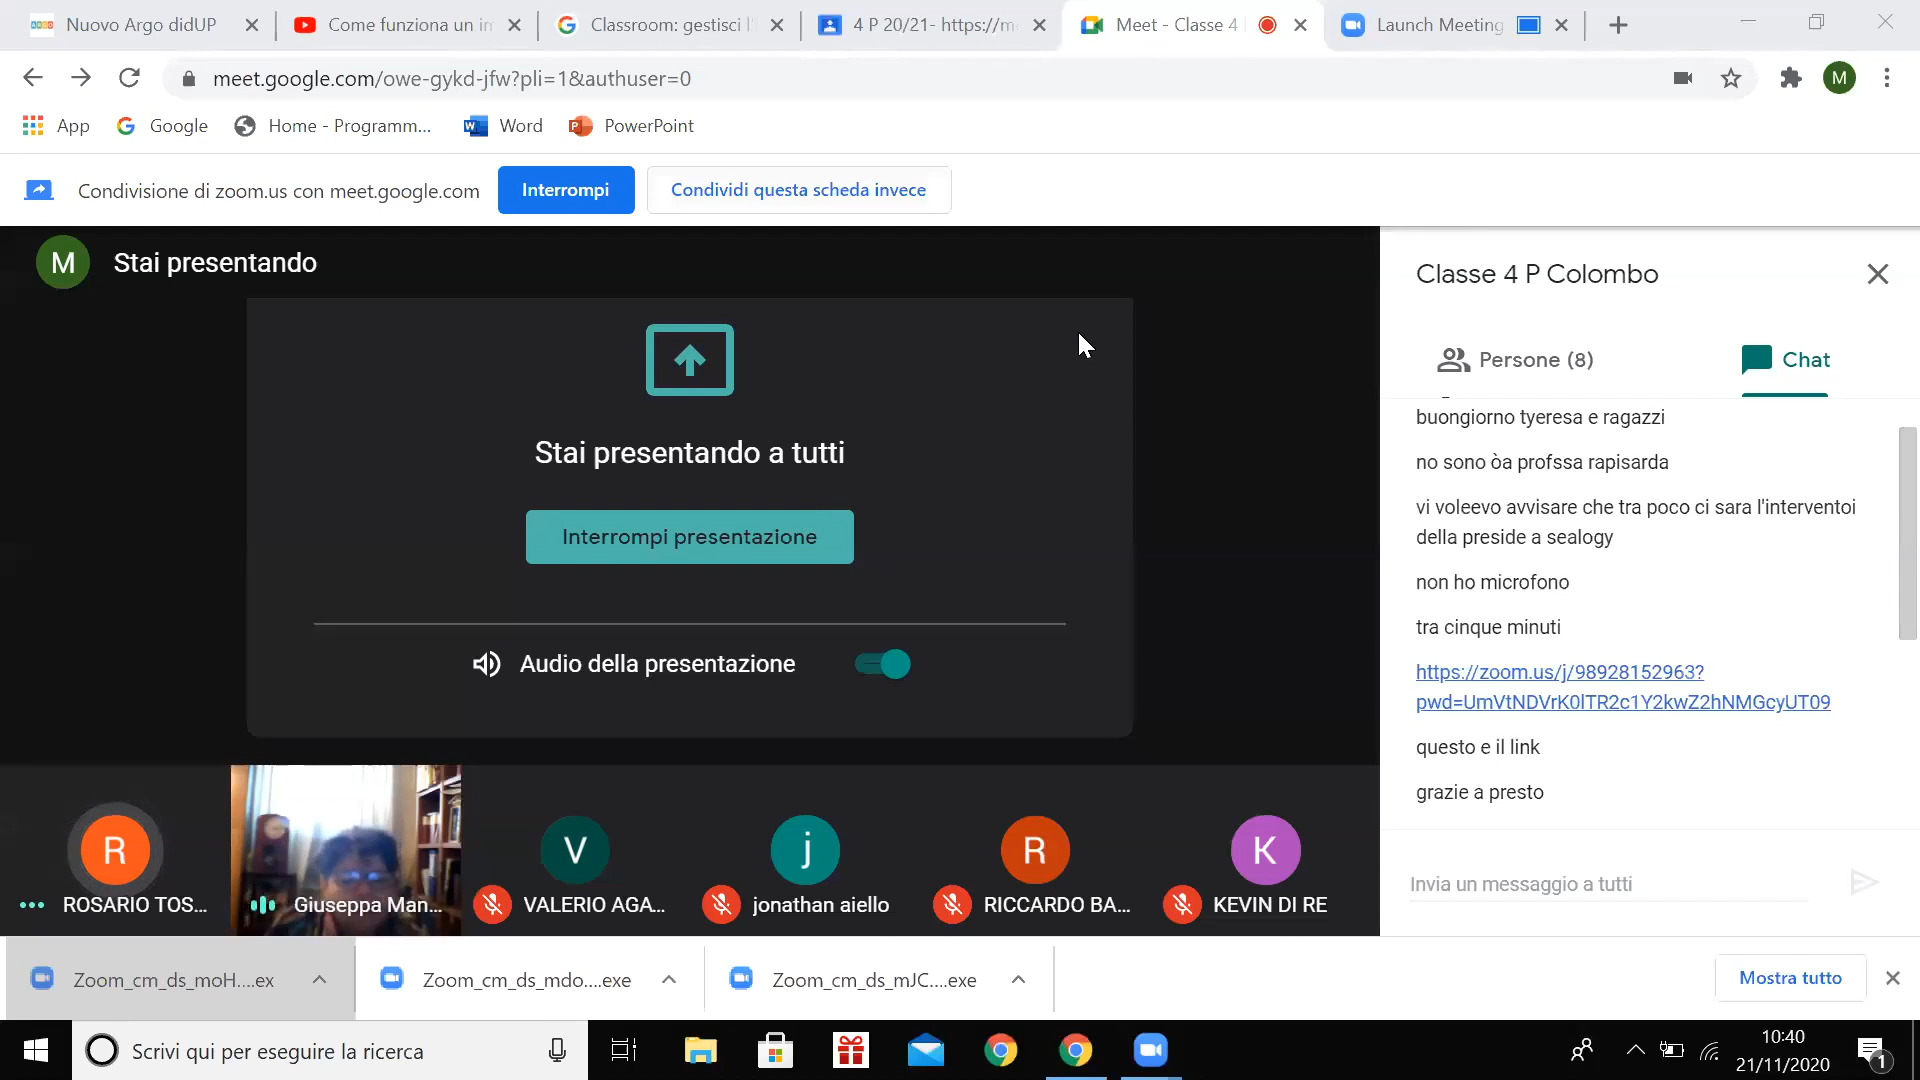 Nuovo Argo didUP
Come funziona un in
Classroom: gestisci l'
4 P 20/21- https://me
Meet - Classe 4
Launch Meeting
meet.google.com/owe-gykd-jfw?pli=1&authuser=0
M
App
Google
Home - Programm...
Word
PowerPoint
Condivisione di zoom.us con meet.google.com
Interrompi
Condividi questa scheda invece
M
Stai presentando
Stai presentando a tutti
Interrompi presentazione
Audio della presentazione
Classe 4 P Colombo
Persone (8)
Chat
buongiorno tyeresa e ragazzi
no sono òa profssa rapisarda
vi voleevo avvisare che tra poco ci sara l'interventoi
della preside a sealogy
non ho microfono
tra cinque minuti
https://zoom.us/j/98928152963?
pwd=UmVtNDVrK0lTR2c1Y2kwZ2hNMGcyUT09
questo e il link
grazie a presto
Invia un messaggio a tutti
R
ROSARIO TOS...
Giuseppa Man...
V
VALERIO AGA...
j
jonathan aiello
R
RICCARDO BA...
K
KEVIN DI RE
Zoom_cm_ds_moH....ex
Zoom_cm_ds_mdo....exe
Zoom_cm_ds_mJC....exe
Mostra tutto
Scrivi qui per eseguire la ricerca
10:40
21/11/2020
1